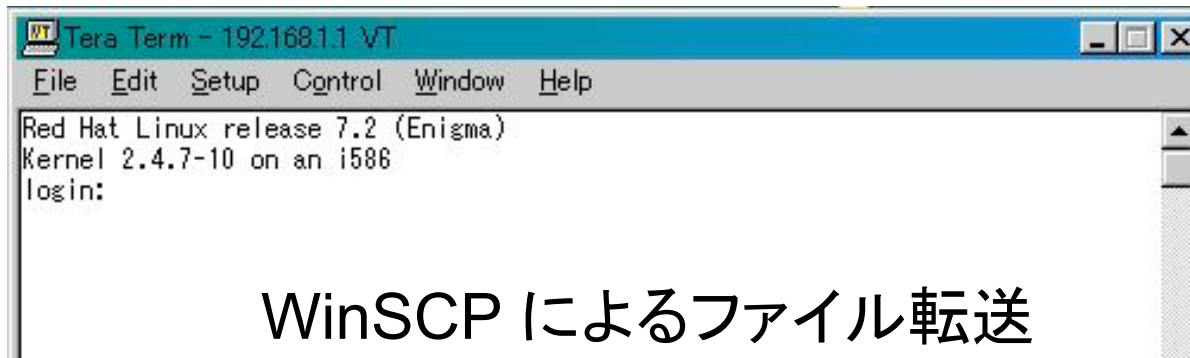 Tera Term - 192.168.1.1 VT
File Edit Setup Control Window Help
Red Hat Linux release 7.2 (Enigma)
Kernel 2.4.7-10 on an i586
login:
WinSCP によるファイル転送